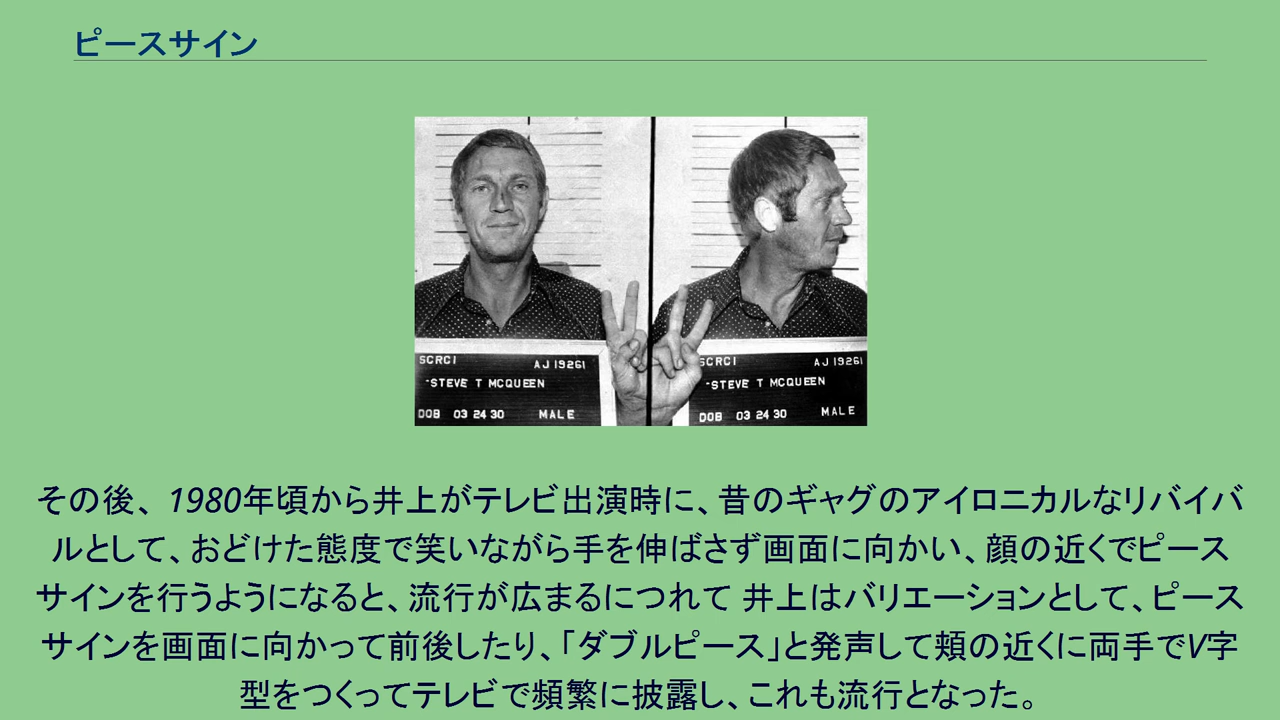 ピースサイン
SCRC1 AJ 19261
-STEVE T MCQUEEN
DOB 03 24 30 MALE
SCRC1 AJ 19261
-STEVE T MCQUEEN
DOB 03 24 30 MALE
その後、1980年頃から井上がテレビ出演時に、昔のギャグのアイロニカルなリバイバ
ルとして、おどけた態度で笑いながら手を伸ばさず画面に向かい、顔の近くでピース
サインを行うようになると、流行が広まるにつれて 井上はバリエーションとして、ピース
サインを画面に向かって前後したり、「ダブルピース」と発声して頬の近くに両手でV字
型をつくってテレビで頻繁に披露し、これも流行となった。